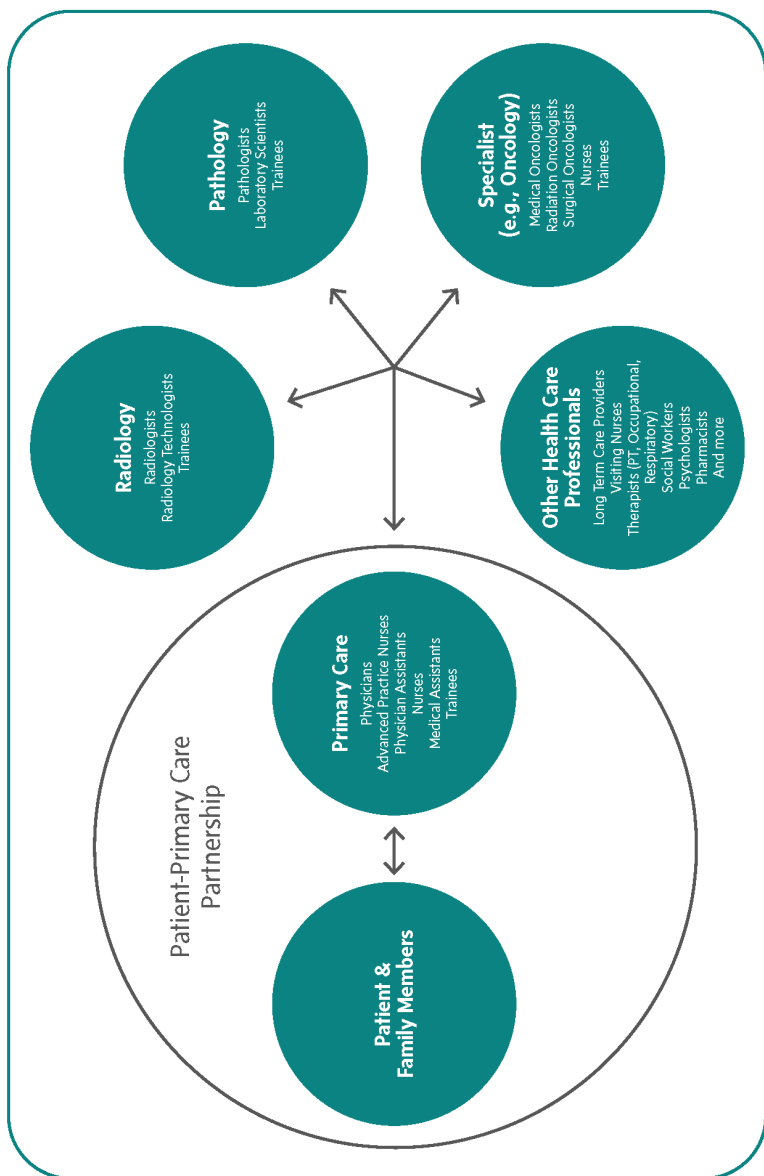 Patient-Primary Care
Partnership
Patient &
Family Members
Primary Care
Physicians
Advanced Practice Nurses
Physician Assistants
Nurses
Medical Assistants
Trainees
Radiology
Radiologists
Radiology Technologists
Trainees
Pathology
Pathologists
Laboratory Scientists
Trainees
Other Health Care
Professionals
Long Term Care Providers
Visiting Nurses
Therapists (PT, Occupational,
Respiratory)
Social Workers
Psychologists
Pharmacists
And more
Specialist
(e.g., Oncology)
Medical Oncologists
Radiation Oncologists
Surgical Oncologists
Nurses
Trainees